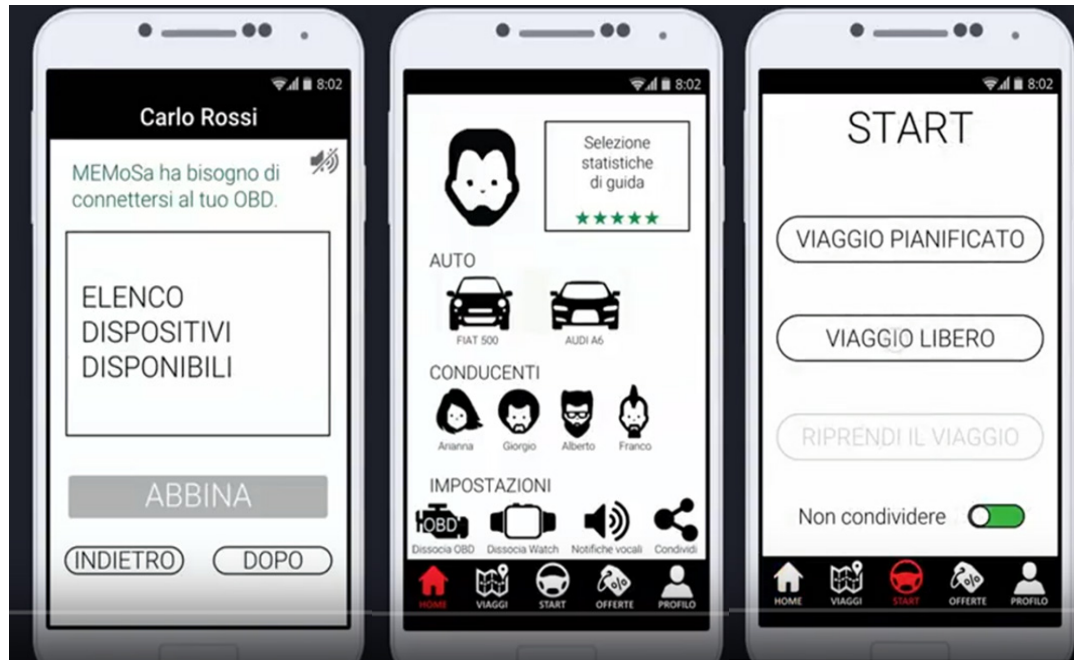 8:02
Carlo Rossi
MEMoSa ha bisogno di
connettersi al tuo OBD.
ELENCO
DISPOSITIVI
DISPONIBILI
ABBINA
INDIETRO
DOPO
8:02
Selezione
statistiche
di guida
AUTO
FIAT 500
AUDI A6
CONDUCENTI
Arianna
Giorgio
Alberto
Franco
IMPOSTAZIONI
OBD
Dissocia OBD
Dissocia Watch
Notifiche vocali
Condividi
HOME
VIAGGI
START
%
OFFERTE
PROFILO
8:02
START
VIAGGIO PIANIFICATO
VIAGGIO LIBERO
RIPRENDI IL VIAGGIO
Non condividere
HOME
VIAGGI
START
%
OFFERTE
PROFILO